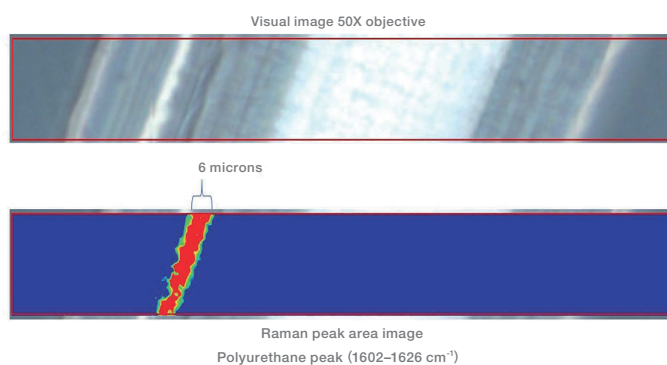 Visual image 50X objective
6 microns
Raman peak area image
Polyurethane peak (1602–1626 cm⁻¹)